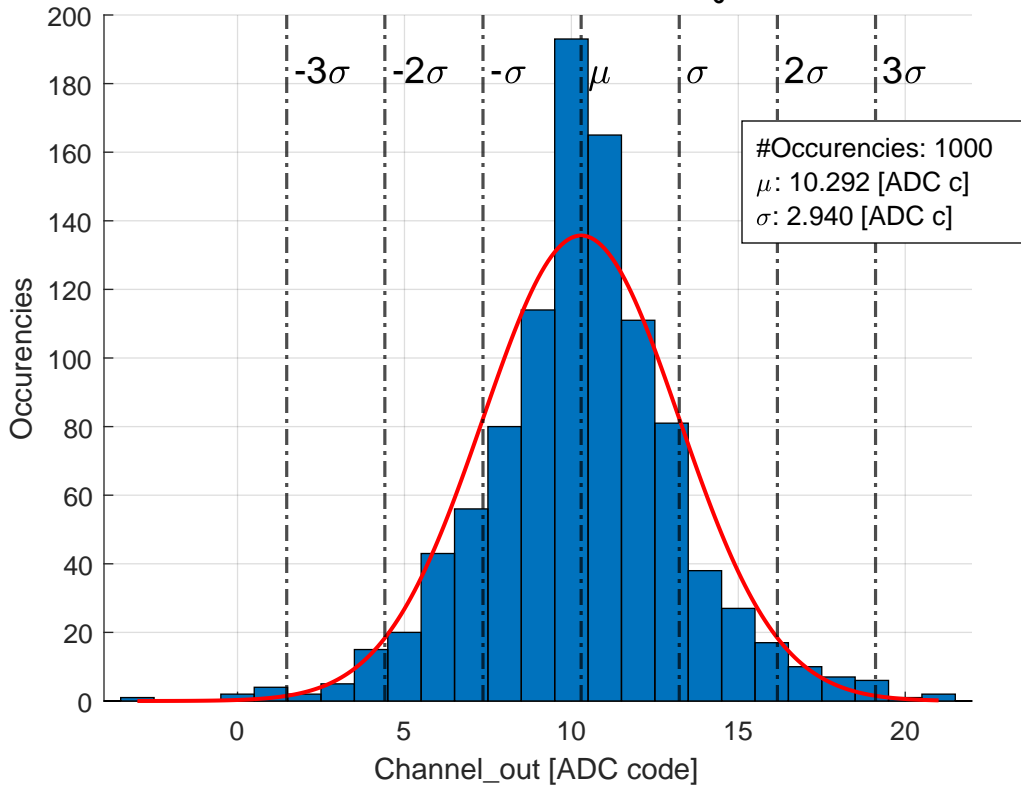 200
180
160
140
120
100
80
60
40
20
0
Occurencies
-3σ -2σ -σ μ σ 2σ 3σ
#Occurencies: 1000
μ: 10.292 [ADC c]
σ: 2.940 [ADC c]
0 5 10 15 20
Channel_out [ADC code]